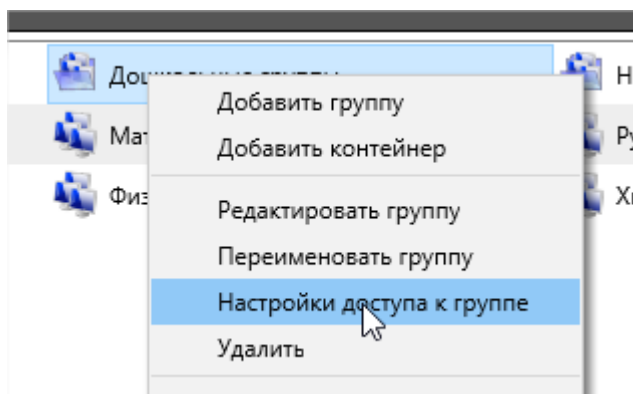 Добавить группу
Добавить контейнер
Редактировать группу
Переименовать группу
Настройки доступа к группе
Удалить